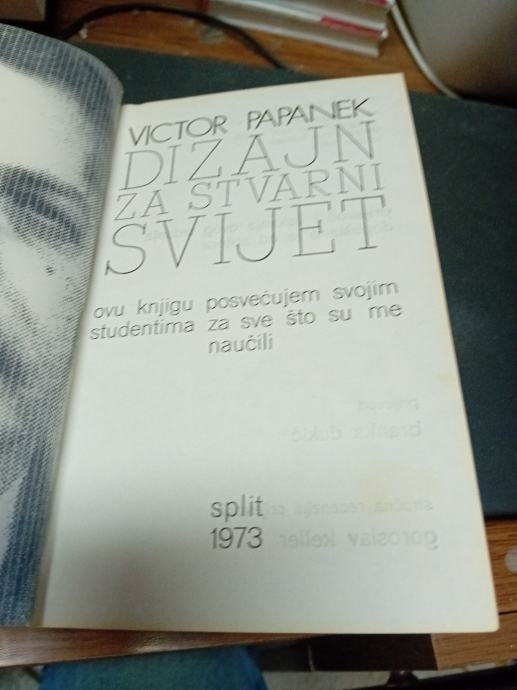 VICTOR PAPANEK
DIZAJN
ZA STVARNI
SVIJET
ovu knjigu posvećujem svojim
studentima za sve što su me
naučili
split
1973